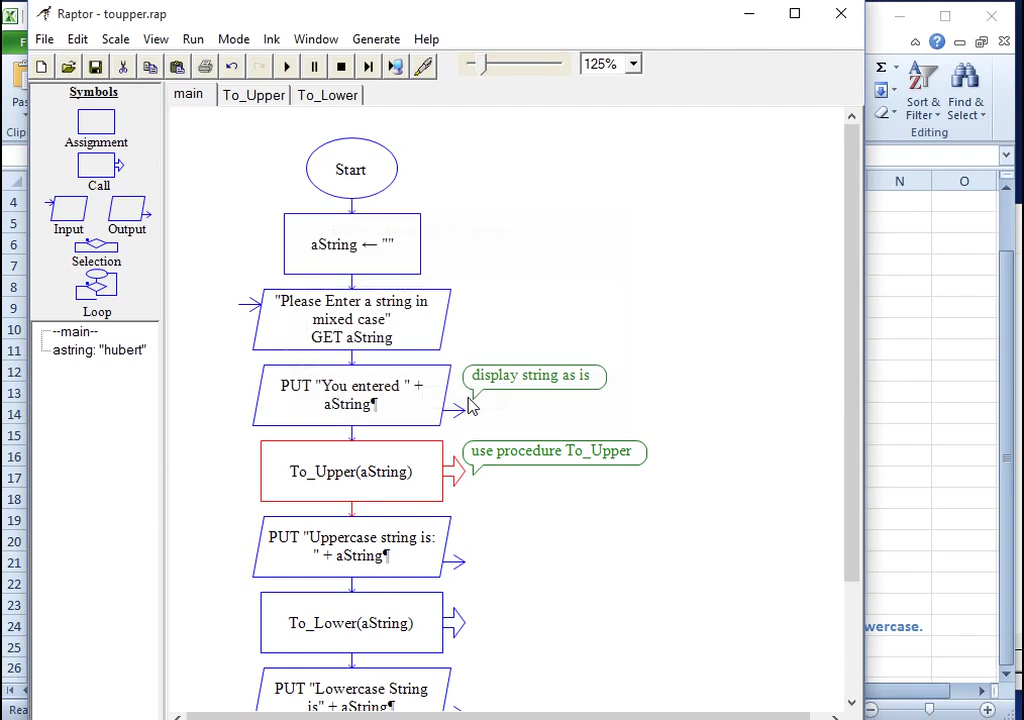 Raptor - toupper.rap
File Edit Scale View Run Mode Ink Window Generate Help
125%
Symbols
Assignment
Call
Input Output
Selection
Loop
--main--
astring: "hubert"
main To_Upper To_Lower
Start
aString ← ""
"Please Enter a string in
mixed case"
GET aString
PUT "You entered " +
aString¶
display string as is
To_Upper(aString)
use procedure To_Upper
PUT "Uppercase string is:
" + aString¶
To_Lower(aString)
PUT "Lowercase String
is" + aString¶
F
Pas
Clip
Σ
Sort &
Filter
Find &
Select
Editing
N O
4
5
6
7
8
9
10
11
12
13
14
15
16
17
18
19
20
21
22
23
24
25
26
wercase.
Rea